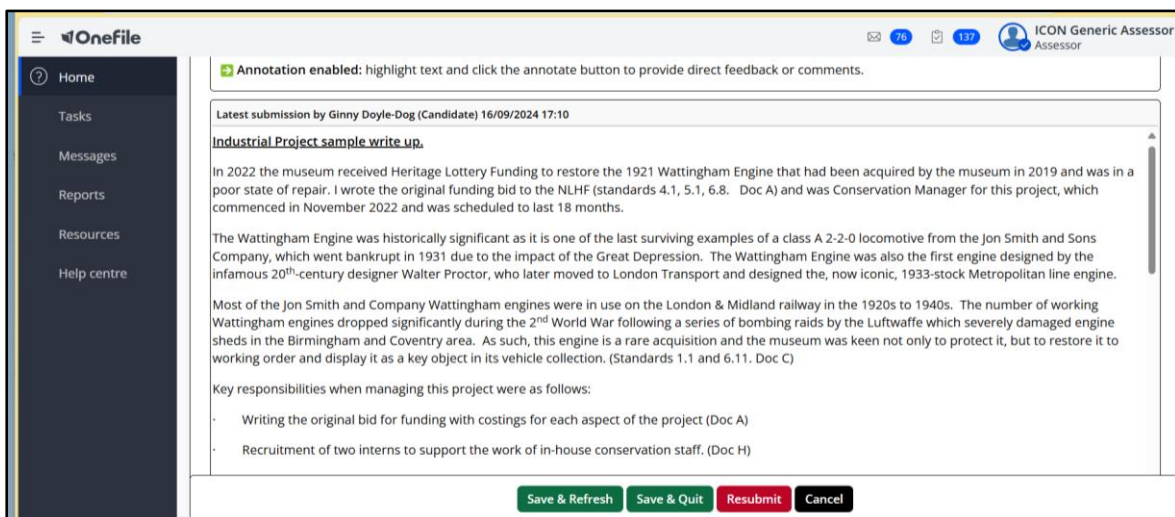 Onefile
76
137
ICON Generic Assessor
Assessor
Home
Tasks
Messages
Reports
Resources
Help centre
Annotation enabled: highlight text and click the annotate button to provide direct feedback or comments.
Latest submission by Ginny Doyle-Dog (Candidate) 16/09/2024 17:10
Industrial Project sample write up.
In 2022 the museum received Heritage Lottery Funding to restore the 1921 Wattingham Engine that had been acquired by the museum in 2019 and was in a
poor state of repair. I wrote the original funding bid to the NLHF (standards 4.1, 5.1, 6.8. Doc A) and was Conservation Manager for this project, which
commenced in November 2022 and was scheduled to last 18 months.
The Wattingham Engine was historically significant as it is one of the last surviving examples of a class A 2-2-0 locomotive from the Jon Smith and Sons
Company, which went bankrupt in 1931 due to the impact of the Great Depression. The Wattingham Engine was also the first engine designed by the
infamous 20th-century designer Walter Proctor, who later moved to London Transport and designed the, now iconic, 1933-stock Metropolitan line engine.
Most of the Jon Smith and Company Wattingham engines were in use on the London & Midland railway in the 1920s to 1940s. The number of working
Wattingham engines dropped significantly during the 2nd World War following a series of bombing raids by the Luftwaffe which severely damaged engine
sheds in the Birmingham and Coventry area. As such, this engine is a rare acquisition and the museum was keen not only to protect it, but to restore it to
working order and display it as a key object in its vehicle collection. (Standards 1.1 and 6.11. Doc C)
Key responsibilities when managing this project were as follows:
· Writing the original bid for funding with costings for each aspect of the project (Doc A)
· Recruitment of two interns to support the work of in-house conservation staff. (Doc H)
Save & Refresh
Save & Quit
Resubmit
Cancel